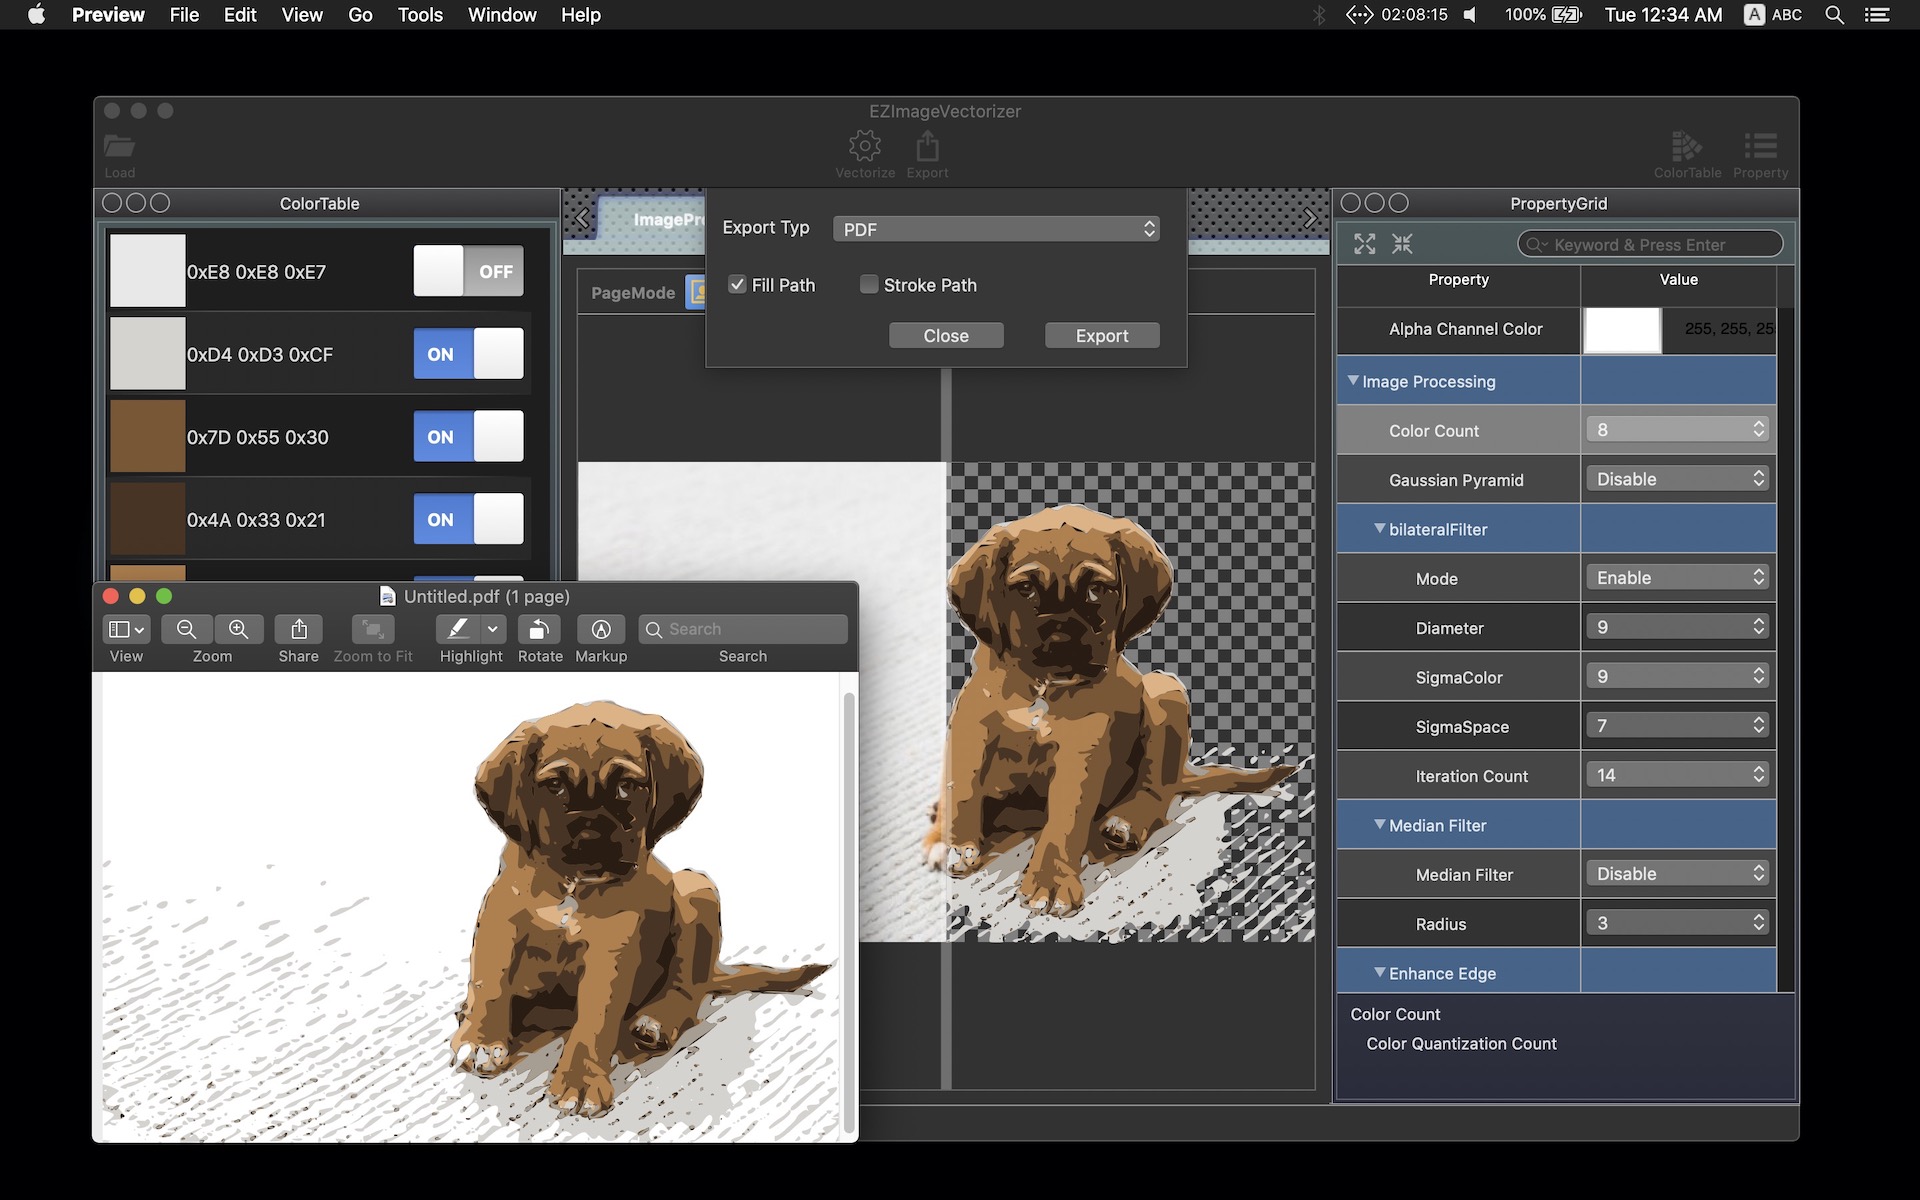 Preview File Edit View Go Tools Window Help 02:08:15 100% Tue 12:34 AM A ABC
EZImageVectorizer
Load Vectorize Export ColorTable Property
ColorTable
0xE8 0xE8 0xE7 OFF
0xD4 0xD3 0xCF ON
0x7D 0x55 0x30 ON
0x4A 0x33 0x21 ON
ImagePr
PageMode
Export Typ PDF
Fill Path Stroke Path
Close Export
PropertyGrid
Keyword & Press Enter
Property Value
Alpha Channel Color 255, 255, 25
Image Processing
Color Count 8
Gaussian Pyramid Disable
bilateralFilter
Mode Enable
Diameter 9
SigmaColor 9
SigmaSpace 7
Iteration Count 14
Median Filter
Median Filter Disable
Radius 3
Enhance Edge
Color Count
Color Quantization Count
Untitled.pdf (1 page)
Search
View Zoom Share Zoom to Fit Highlight Rotate Markup Search